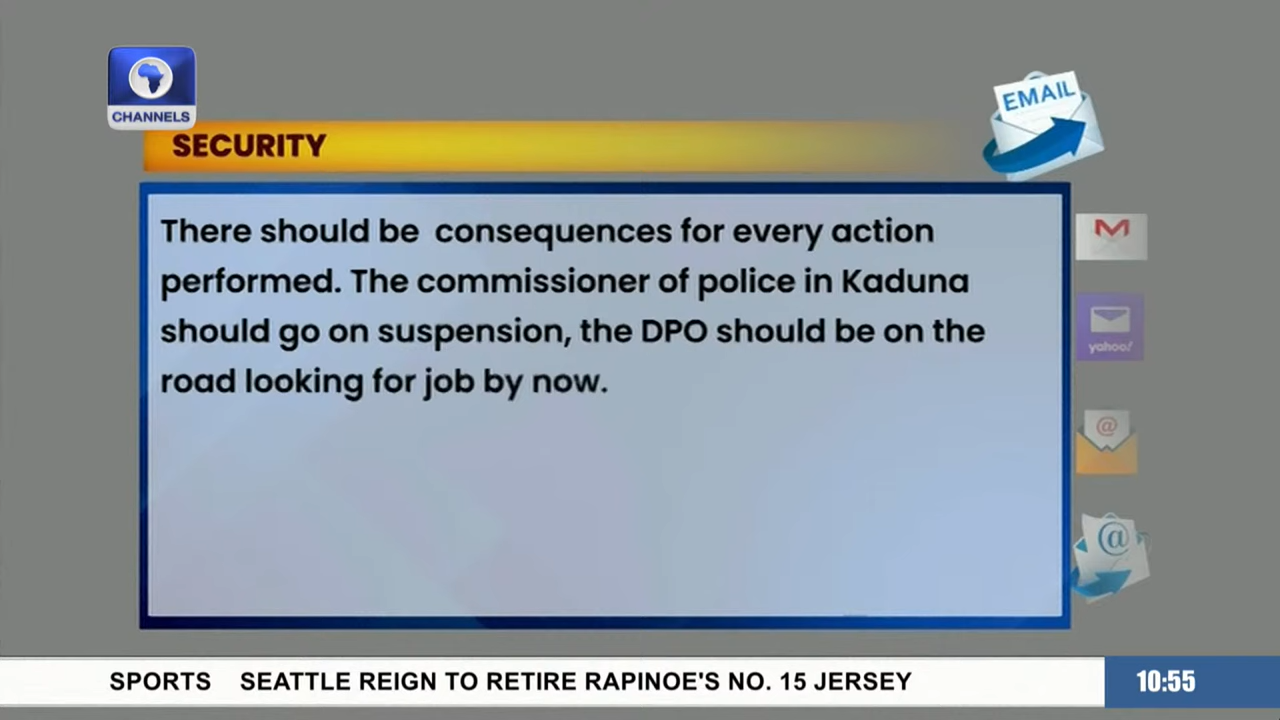 CHANNELS
EMAIL
SECURITY
There should be consequences for every action
performed. The commissioner of police in Kaduna
should go on suspension, the DPO should be on the
road looking for job by now.
M
yahoo!
@
@
SPORTS SEATTLE REIGN TO RETIRE RAPINOE'S NO. 15 JERSEY
10:55